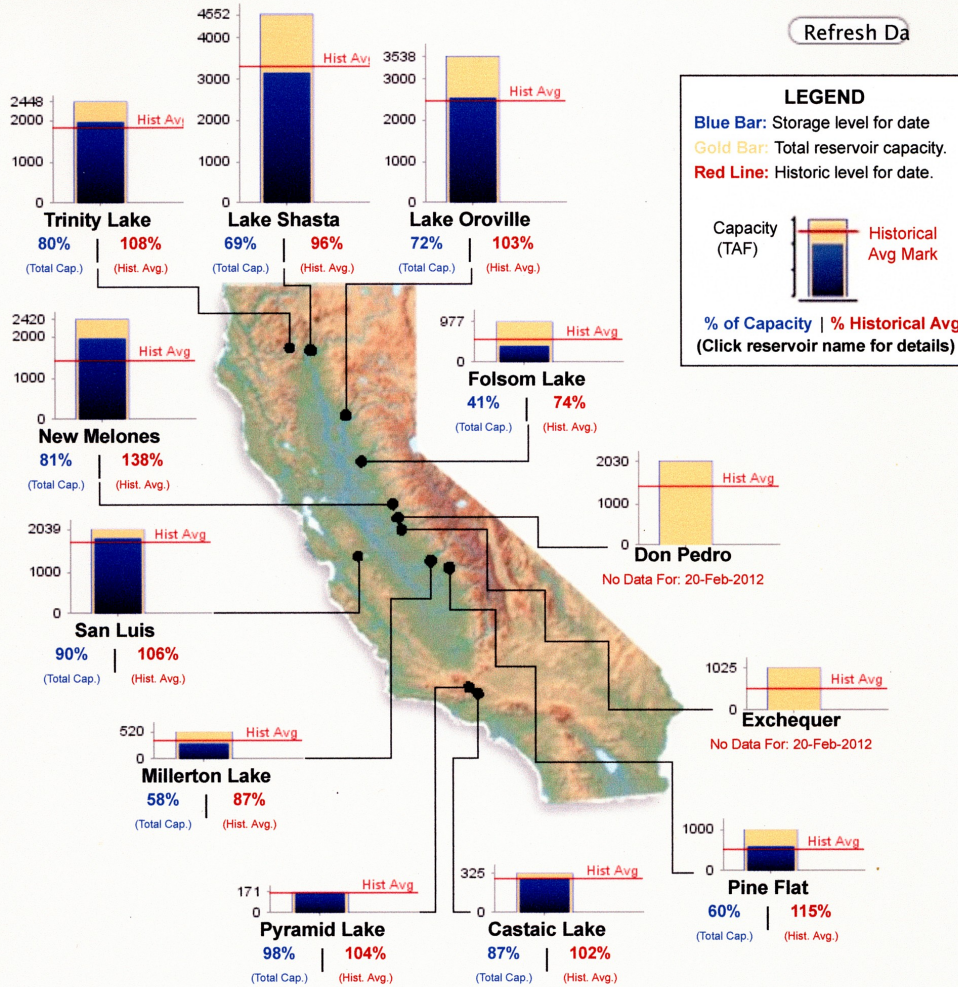 4552
4000
3000
2000
1000
0
Hist Avg
Lake Shasta
69% | 96%
(Total Cap.) (Hist. Avg.)
3538
3000
2000
1000
0
Lake Oroville
72% | 103%
(Total Cap.) (Hist. Avg.)
Refresh Da
2448
2000
1000
0
Hist Av
Trinity Lake
80% | 108%
(Total Cap.) (Hist. Avg.)
LEGEND
Blue Bar: Storage level for date
Gold Bar: Total reservoir capacity.
Red Line: Historic level for date.
Capacity
(TAF)
Historical
Avg Mark
% of Capacity | % Historical Avg
(Click reservoir name for details)
2420
2000
1000
0
Hist Avg
New Melones
81% | 138%
(Total Cap.) (Hist. Avg.)
977
0
Hist Avg
Folsom Lake
41% | 74%
(Total Cap.) (Hist. Avg.)
2030
1000
0
Hist Avg
Don Pedro
No Data For: 20-Feb-2012
2039
1000
0
Hist Avg
San Luis
90% | 106%
(Total Cap.) (Hist. Avg.)
1025
0
Hist Avg
Exchequer
No Data For: 20-Feb-2012
520
0
Hist Avg
Millerton Lake
58% | 87%
(Total Cap.) (Hist. Avg.)
1000
0
Hist Avg
Pine Flat
60% | 115%
(Total Cap.) (Hist. Avg.)
171
0
Hist Avg
Pyramid Lake
98% | 104%
(Total Cap.) (Hist. Avg.)
325
0
Hist Avg
Castaic Lake
87% | 102%
(Total Cap.) (Hist. Avg.)